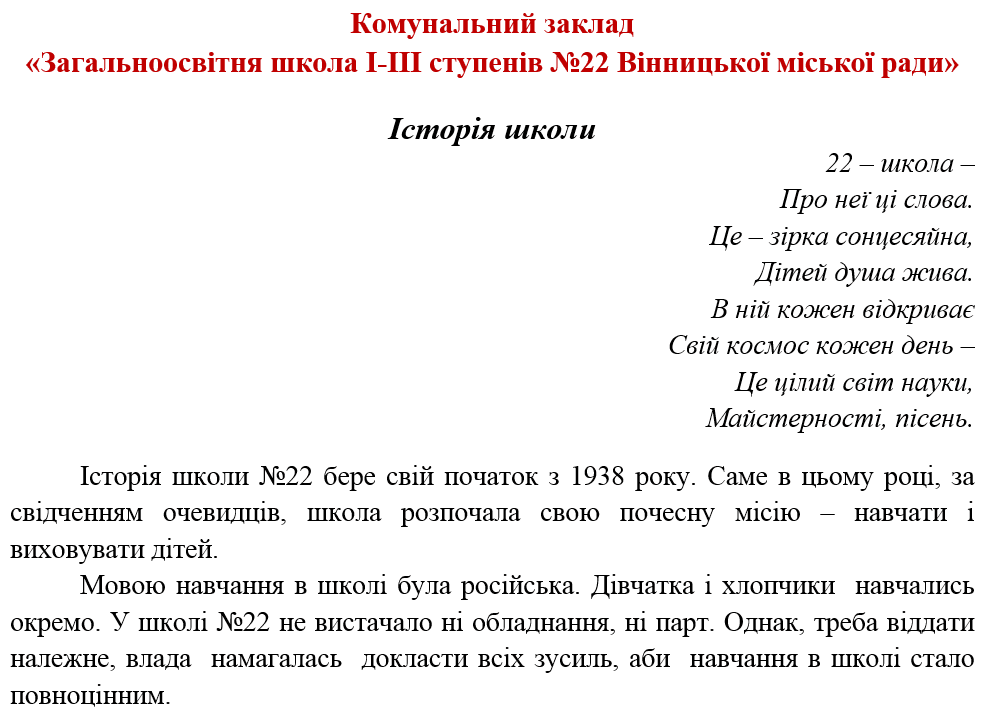 Комунальний заклад
«Загальноосвітня школа І-ІІІ ступенів №22 Вінницької міської ради»
Історія школи
22 – школа –
Про неї ці слова.
Це – зірка сонцесяйна,
Дітей душа жива.
В ній кожен відкриває
Свій космос кожен день –
Це цілий світ науки,
Майстерності, пісень.
Історія школи №22 бере свій початок з 1938 року. Саме в цьому році, за
свідченням очевидців, школа розпочала свою почесну місію – навчати і
виховувати дітей.
Мовою навчання в школі була російська. Дівчатка і хлопчики навчались
окремо. У школі №22 не вистачало ні обладнання, ні парт. Однак, треба віддати
належне, влада намагалась докласти всіх зусиль, аби навчання в школі стало
повноцінним.